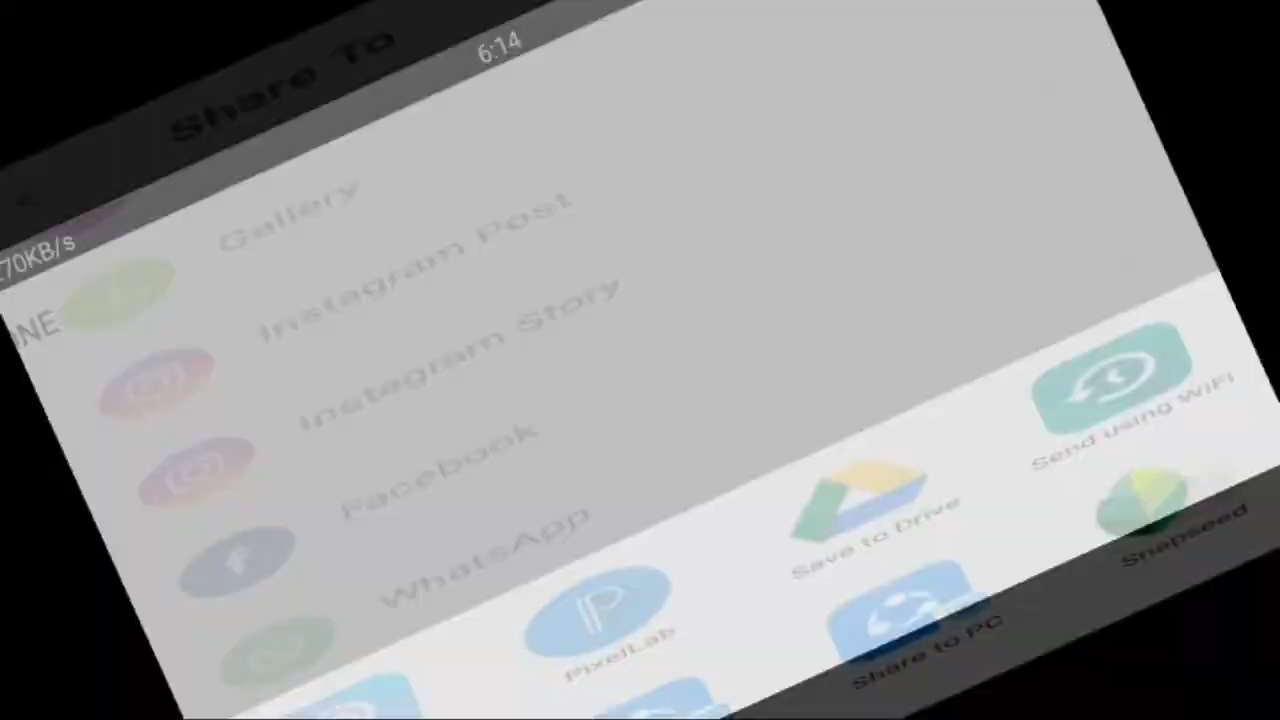 Share To
6:14
70KB/s
Gallery
Instagram Post
Instagram Story
Facebook
WhatsApp
Send using WiFi
Save to Drive
Snapseed
PixelLab
Share to PC